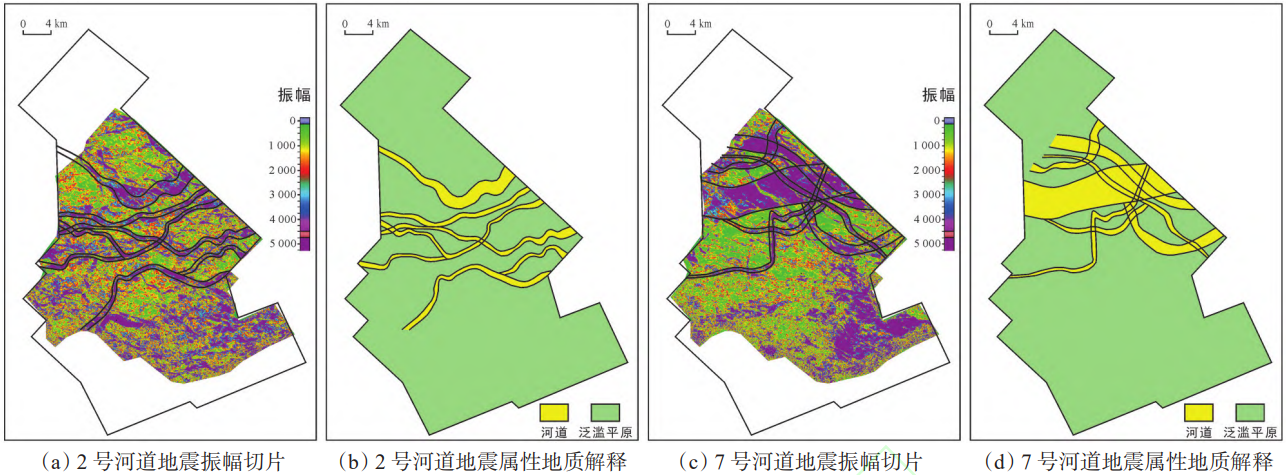 0 4 km
振幅
0
1 000
2 000
3 000
4 000
5 000
(a) 2 号河道地震振幅切片
0 4 km
河道 泛滥平原
(b) 2 号河道地震属性地质解释
0 4 km
振幅
0
1 000
2 000
3 000
4 000
5 000
(c) 7 号河道地震振幅切片
0 4 km
河道 泛滥平原
(d) 7 号河道地震属性地质解释